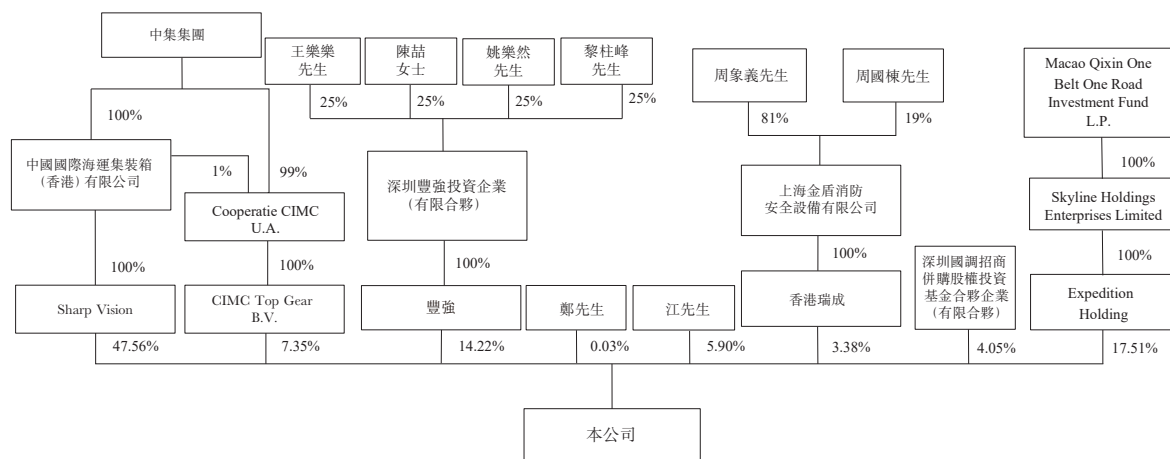 中集集團
王樂樂
先生
陳喆
女士
姚樂然
先生
黎柱峰
先生
周象義先生
周國棟先生
Macao Qixin One
Belt One Road
Investment Fund
L.P.
25%
25%
25%
25%
81%
19%
100%
中國國際海運集裝箱
(香港) 有限公司
1%
99%
深圳豐強投資企業
(有限合夥)
上海金盾消防
安全設備有限公司
100%
Cooperatie CIMC
U.A.
Skyline Holdings
Enterprises Limited
100%
100%
100%
100%
100%
Sharp Vision
CIMC Top Gear
B.V.
豐強
鄭先生
江先生
香港瑞成
深圳國調招商
併購股權投資
基金合夥企業
(有限合夥)
Expedition
Holding
47.56%
7.35%
14.22%
0.03%
5.90%
3.38%
4.05%
17.51%
本公司